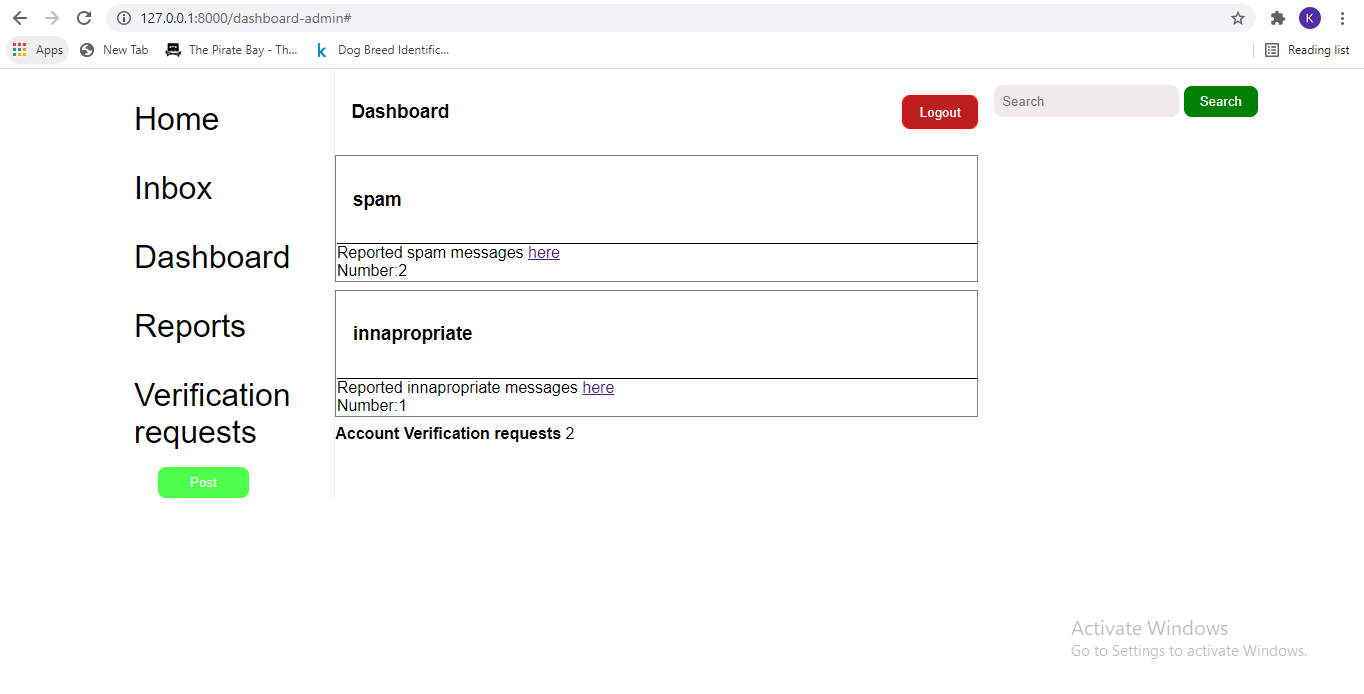 127.0.0.1:8000/dashboard-admin#
K
Apps
New Tab
The Pirate Bay - Th...
k
Dog Breed Identific...
Reading list
Home
Inbox
Dashboard
Reports
Verification
requests
Post
Dashboard
Logout
spam
Reported spam messages here
Number:2
innapropriate
Reported innapropriate messages here
Number:1
Account Verification requests 2
Search
Search
Activate Windows
Go to Settings to activate Windows.